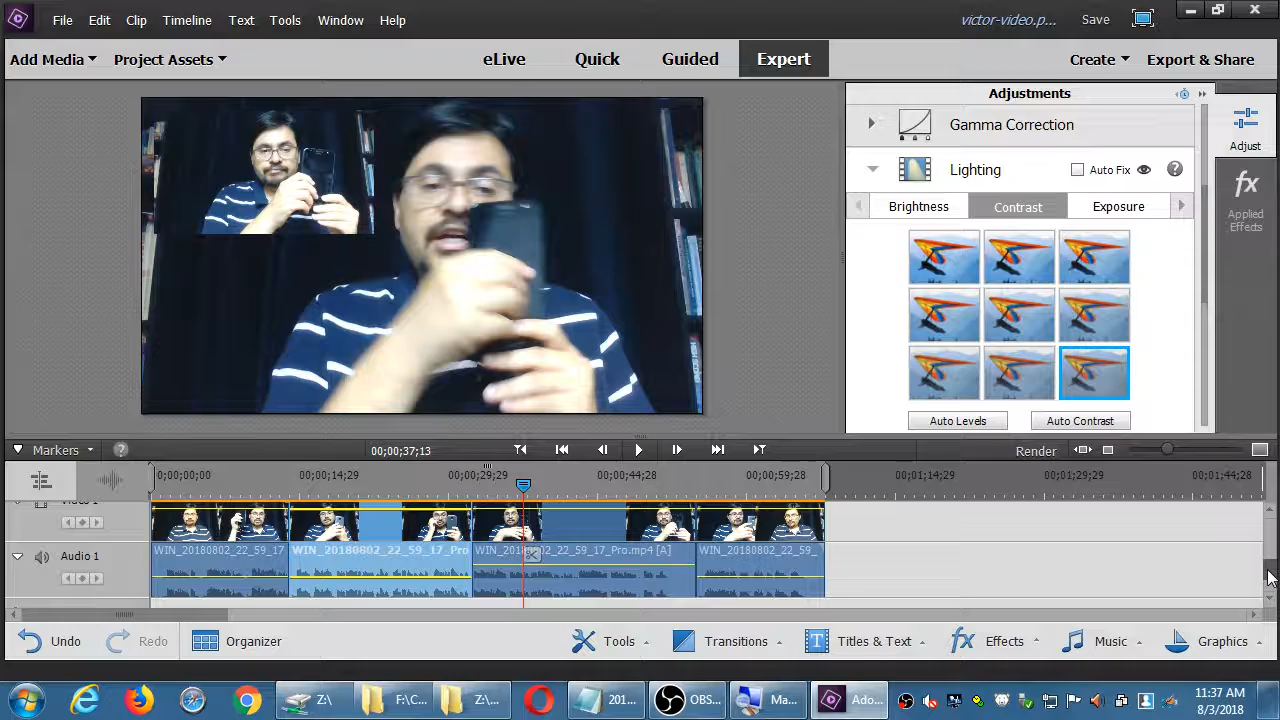 File Edit Clip Timeline Text Tools Window Help victor-video.p... Save
Add Media Project Assets eLive Quick Guided Expert Create Export & Share
Adjustments
Gamma Correction
Adjust
Lighting Auto Fix
Brightness Contrast Exposure
Applied
Effects
Auto Levels Auto Contrast
Markers 00;00;37;13 Render
0;00;00;00 00;00;14;29 00;00;29;29 00;00;44;28 00;00;59;28 00;01;14;29 00;01;29;29 00;01;44;28
Audio 1 WIN_20180802_22_59_17 WIN_20180802_22_59_17_Pro WIN_20180802_22_59_17_Pro.mp4 [A] WIN_20180802_22_59_
Undo Redo Organizer Tools Transitions Titles & Text Effects Music Graphics
Z:\ F:\C... Z:\... 201... OBS... Ma... Ado...
11:37 AM
8/3/2018